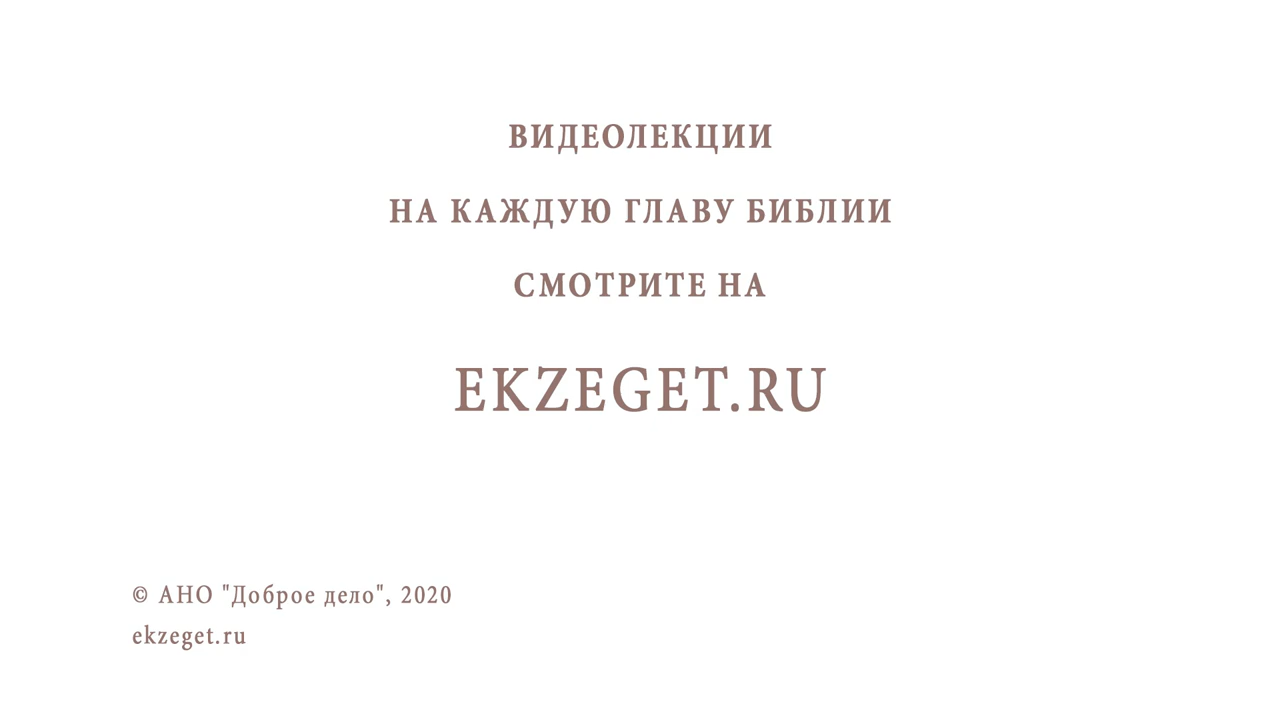 ВИДЕОЛЕКЦИИ
НА КАЖДУЮ ГЛАВУ БИБЛИИ
СМОТРИТЕ НА
EKZEGET.RU
© АНО "Доброе дело", 2020
ekzeget.ru